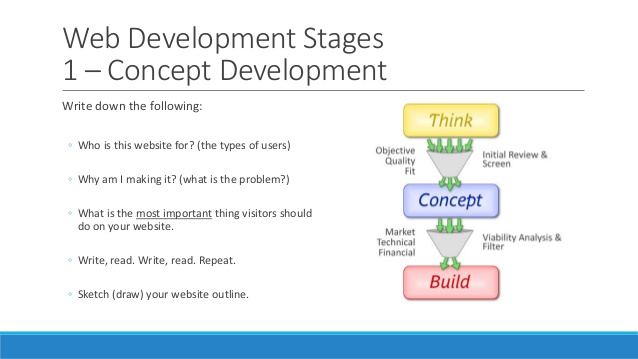 Web Development Stages
1 – Concept Development
Write down the following:
Who is this website for? (the types of users)
Why am I making it? (what is the problem?)
What is the most important thing visitors should
do on your website.
Write, read. Write, read. Repeat.
Sketch (draw) your website outline.
Think
Objective
Quality
Fit
Initial Review &
Screen
Concept
Market
Technical
Financial
Viability Analysis &
Filter
Build